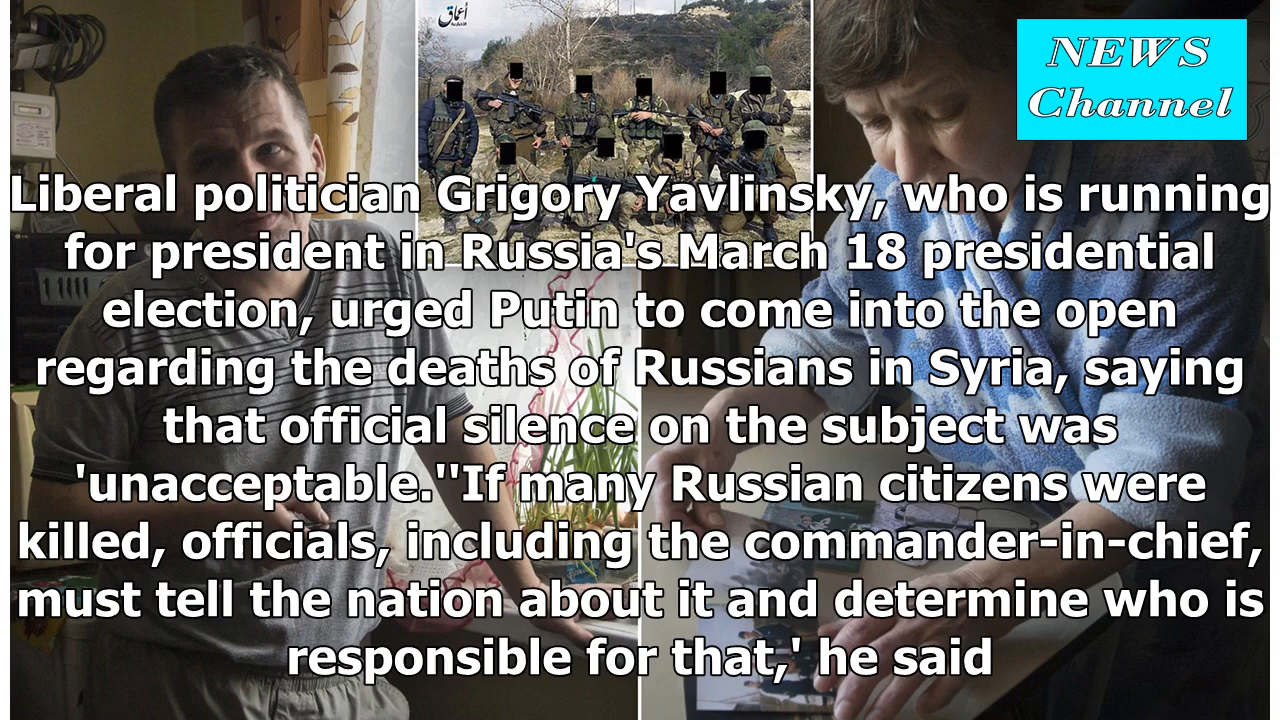 أعماق
NEWS
Channel
Liberal politician Grigory Yavlinsky, who is running
for president in Russia's March 18 presidential
election, urged Putin to come into the open
regarding the deaths of Russians in Syria, saying
that official silence on the subject was
'unacceptable.''If many Russian citizens were
killed, officials, including the commander-in-chief,
must tell the nation about it and determine who is
responsible for that,' he said